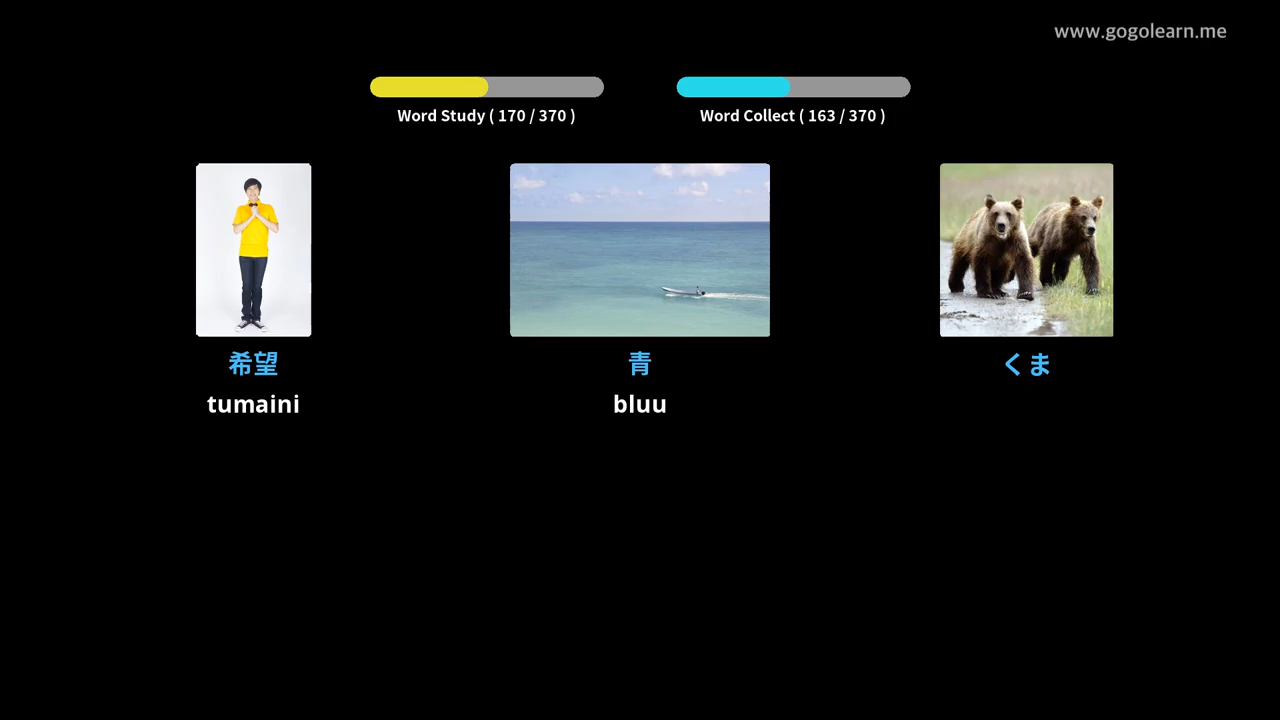 www.gogolearn.me
Word Study ( 170 / 370 )
Word Collect ( 163 / 370 )
希望
青
くま
tumaini
bluu